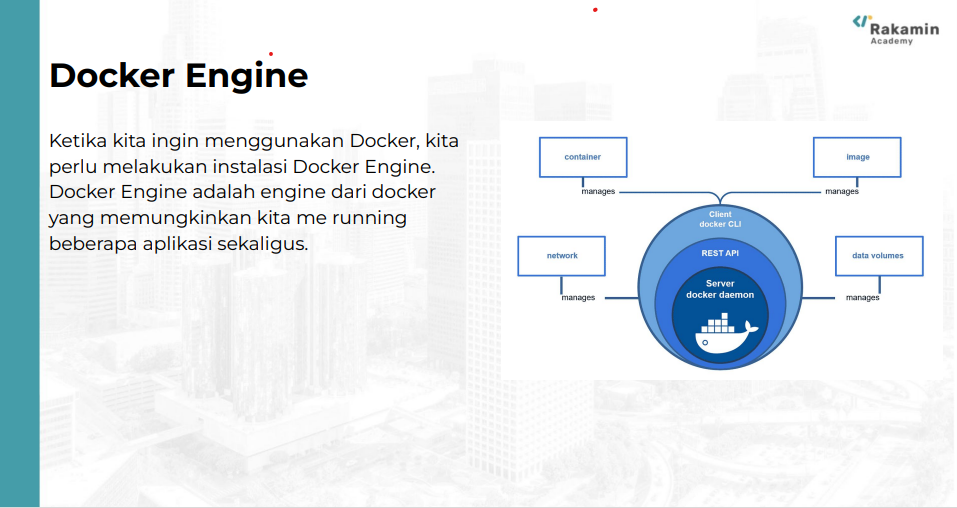 Rakamin
Academy
Docker Engine
Ketika kita ingin menggunakan Docker, kita
perlu melakukan instalasi Docker Engine.
Docker Engine adalah engine dari docker
yang memungkinkan kita me running
beberapa aplikasi sekaligus.
container
image
manages
manages
Client
docker CLI
REST API
network
data volumes
Server
docker daemon
manages
manages